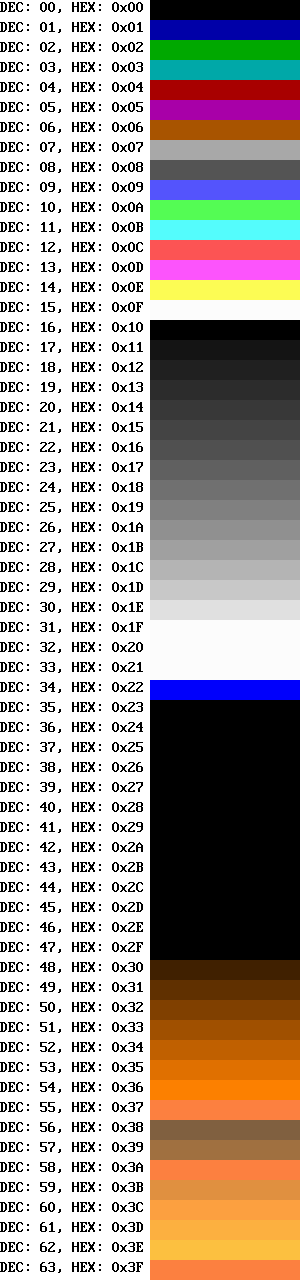 DEC: 00, HEX: 0x00
DEC: 01, HEX: 0x01
DEC: 02, HEX: 0x02
DEC: 03, HEX: 0x03
DEC: 04, HEX: 0x04
DEC: 05, HEX: 0x05
DEC: 06, HEX: 0x06
DEC: 07, HEX: 0x07
DEC: 08, HEX: 0x08
DEC: 09, HEX: 0x09
DEC: 10, HEX: 0x0A
DEC: 11, HEX: 0x0B
DEC: 12, HEX: 0x0C
DEC: 13, HEX: 0x0D
DEC: 14, HEX: 0x0E
DEC: 15, HEX: 0x0F
DEC: 16, HEX: 0x10
DEC: 17, HEX: 0x11
DEC: 18, HEX: 0x12
DEC: 19, HEX: 0x13
DEC: 20, HEX: 0x14
DEC: 21, HEX: 0x15
DEC: 22, HEX: 0x16
DEC: 23, HEX: 0x17
DEC: 24, HEX: 0x18
DEC: 25, HEX: 0x19
DEC: 26, HEX: 0x1A
DEC: 27, HEX: 0x1B
DEC: 28, HEX: 0x1C
DEC: 29, HEX: 0x1D
DEC: 30, HEX: 0x1E
DEC: 31, HEX: 0x1F
DEC: 32, HEX: 0x20
DEC: 33, HEX: 0x21
DEC: 34, HEX: 0x22
DEC: 35, HEX: 0x23
DEC: 36, HEX: 0x24
DEC: 37, HEX: 0x25
DEC: 38, HEX: 0x26
DEC: 39, HEX: 0x27
DEC: 40, HEX: 0x28
DEC: 41, HEX: 0x29
DEC: 42, HEX: 0x2A
DEC: 43, HEX: 0x2B
DEC: 44, HEX: 0x2C
DEC: 45, HEX: 0x2D
DEC: 46, HEX: 0x2E
DEC: 47, HEX: 0x2F
DEC: 48, HEX: 0x30
DEC: 49, HEX: 0x31
DEC: 50, HEX: 0x32
DEC: 51, HEX: 0x33
DEC: 52, HEX: 0x34
DEC: 53, HEX: 0x35
DEC: 54, HEX: 0x36
DEC: 55, HEX: 0x37
DEC: 56, HEX: 0x38
DEC: 57, HEX: 0x39
DEC: 58, HEX: 0x3A
DEC: 59, HEX: 0x3B
DEC: 60, HEX: 0x3C
DEC: 61, HEX: 0x3D
DEC: 62, HEX: 0x3E
DEC: 63, HEX: 0x3F